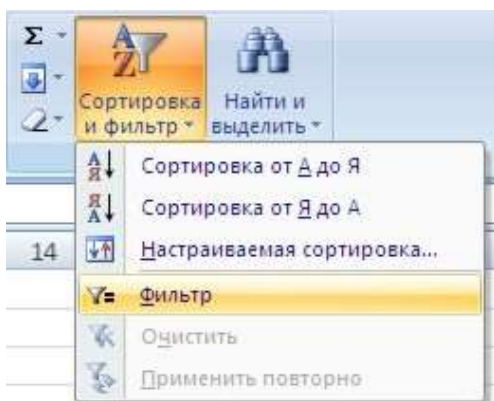 Σ
Сортировка и фильтр
Найти и выделить
Сортировка от А до Я
Сортировка от Я до А
14
Настраиваемая сортировка...
Фильтр
Очистить
Применить повторно